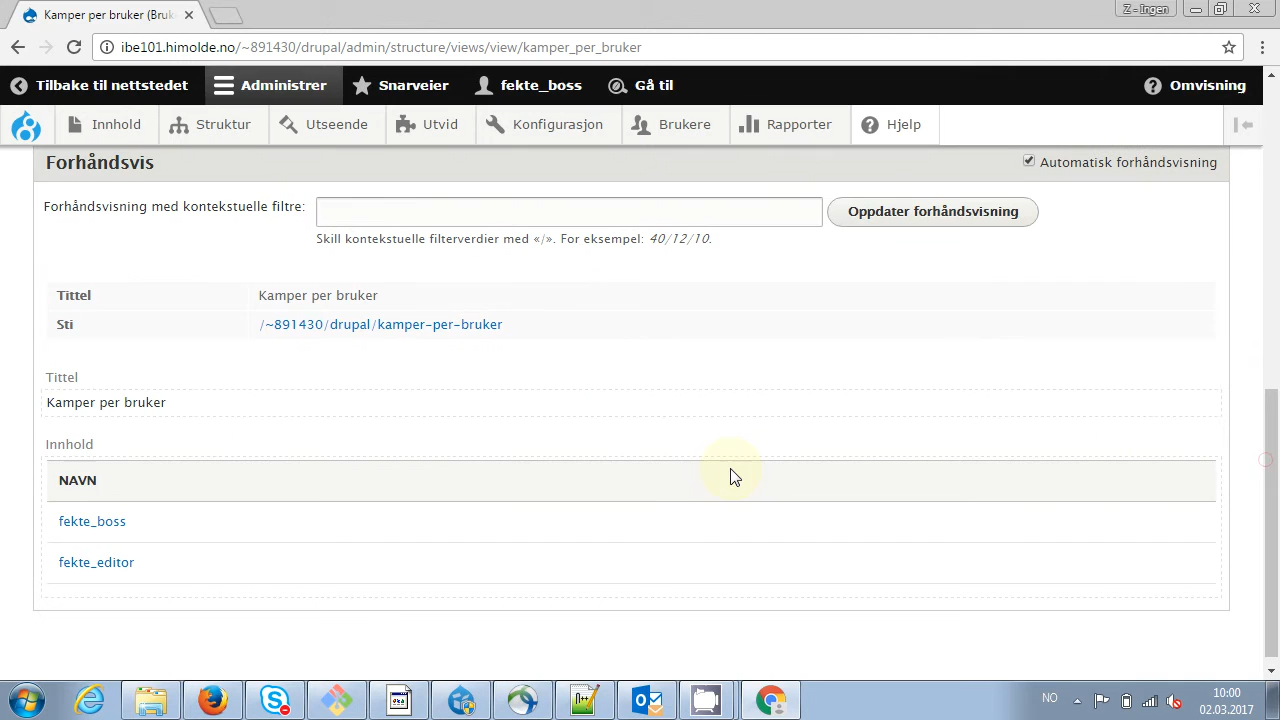 Kamper per bruker (Bruk
Z - Ingen
ibe101.himolde.no/~891430/drupal/admin/structure/views/view/kamper_per_bruker
Tilbake til nettstedet Administrer Snarveier fekte_boss Gå til Omvisning
Innhold Struktur Utseende Utvid Konfigurasjon Brukere Rapporter Hjelp
Forhåndsvis Automatisk forhåndsvisning
Forhåndsvisning med kontekstuelle filtre: Oppdater forhåndsvisning
Skill kontekstuelle filterverdier med «/». For eksempel: 40/12/10.
Tittel Kamper per bruker
Sti /~891430/drupal/kamper-per-bruker
Tittel
Kamper per bruker
Innhold
NAVN
fekte_boss
fekte_editor
NO 10:00
02.03.2017